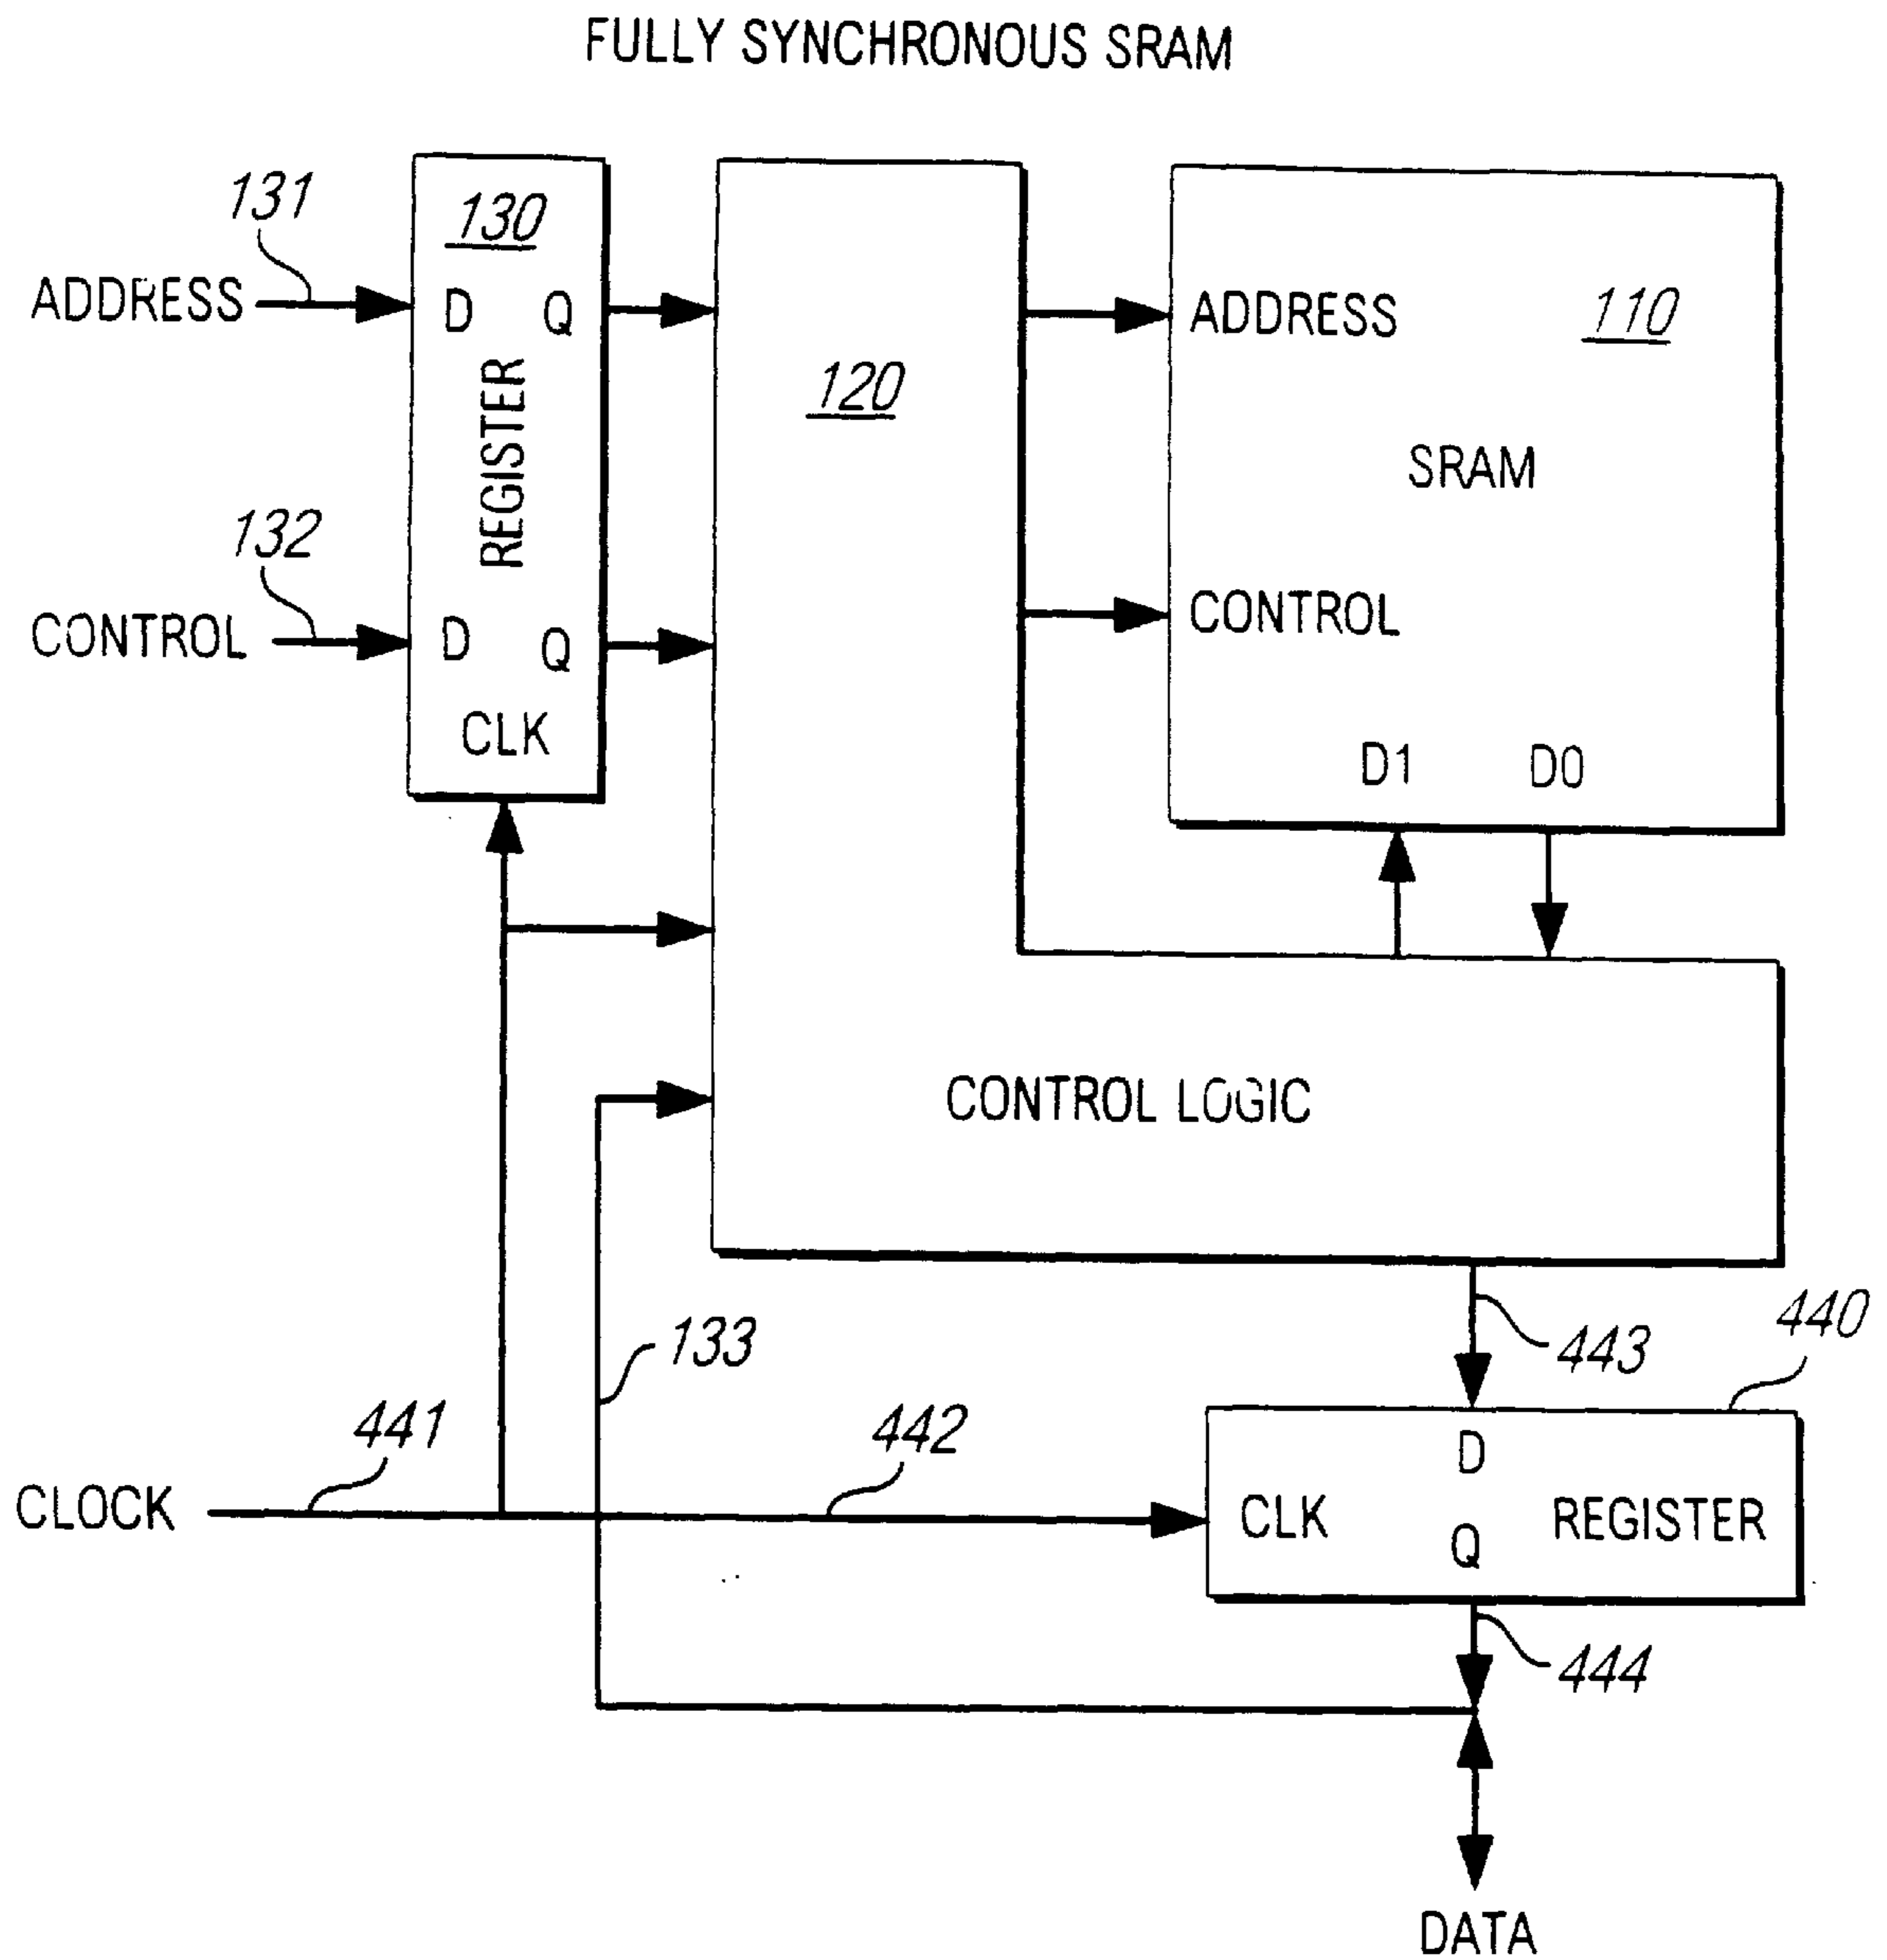 FULLY SYNCHRONOUS SRAM
131
130
ADDRESS
D Q
ADDRESS
110
120
REGISTER
SRAM
132
CONTROL
D Q
CONTROL
CLK
D1 D0
CONTROL LOGIC
133
443
440
441
442
D
CLOCK
CLK
REGISTER
Q
444
DATA